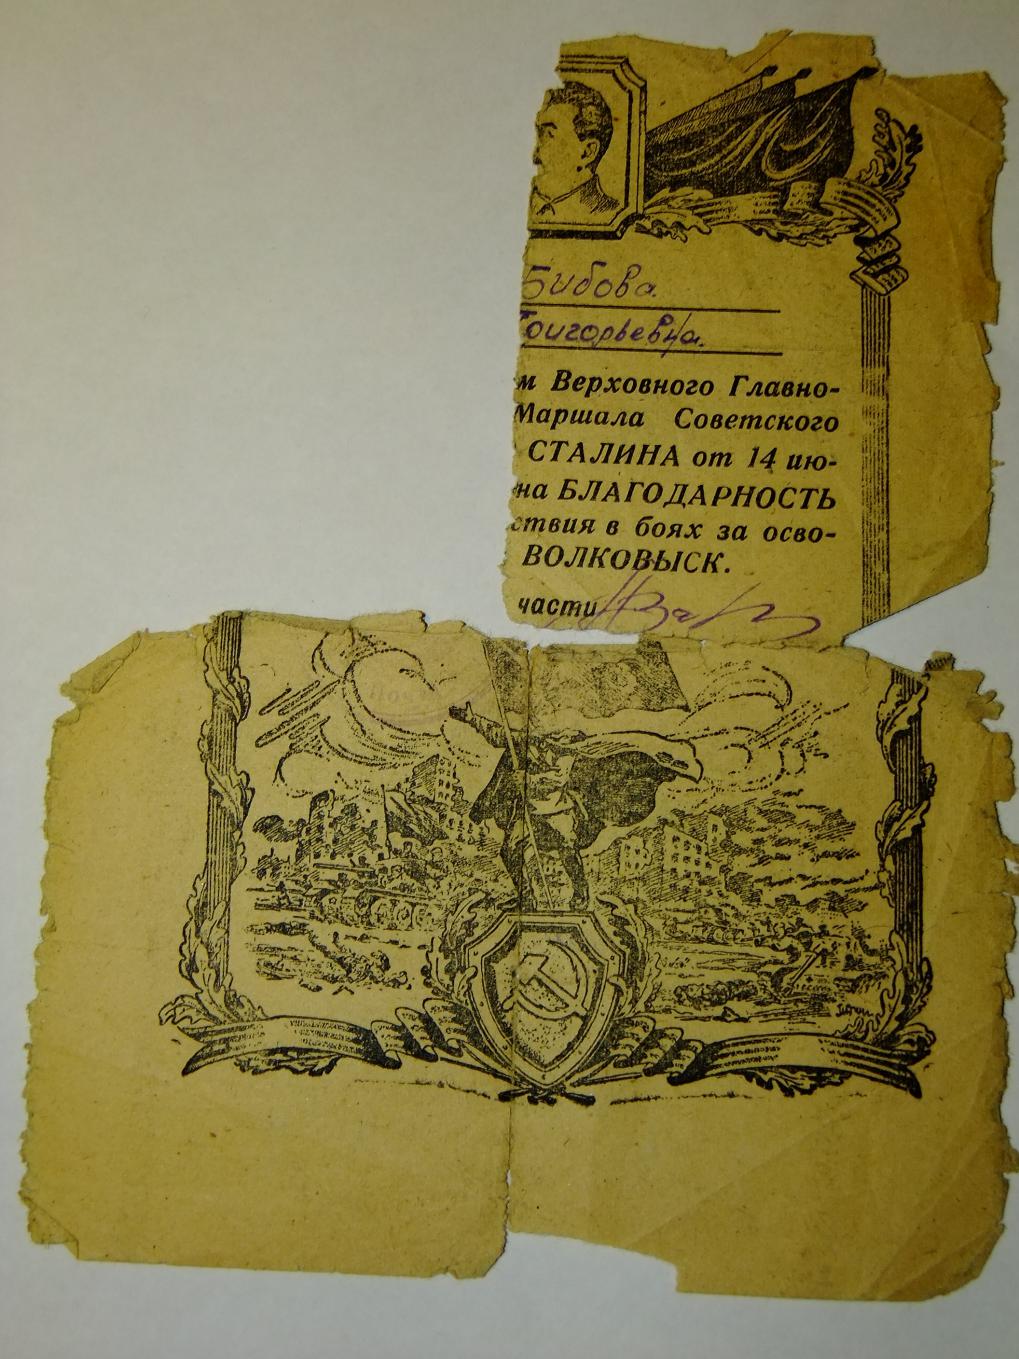 Бибова
Григорьевна.
м Верховного Главно-
Маршала Советского
СТАЛИНА от 14 ию-
на БЛАГОДАРНОСТЬ
ствия в боях за осво-
ВОЛКОВЫСК.
части